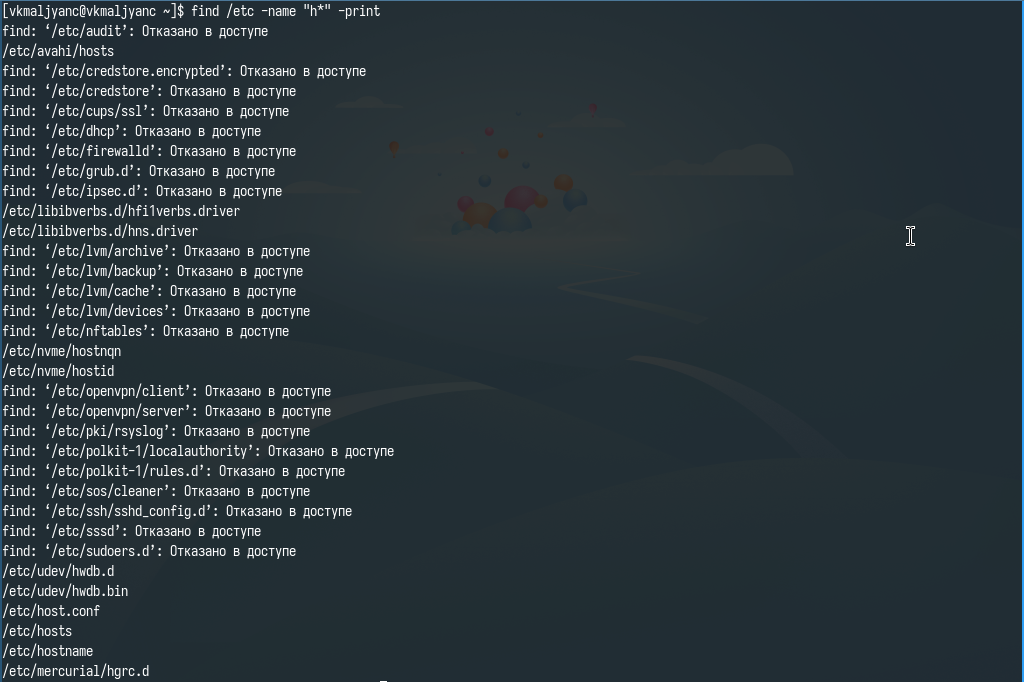 [vkmaljyanc@vkmaljyanc ~]$ find /etc -name "h*" -print
find: ‘/etc/audit’: Отказано в доступе
/etc/avahi/hosts
find: ‘/etc/credstore.encrypted’: Отказано в доступе
find: ‘/etc/credstore’: Отказано в доступе
find: ‘/etc/cups/ssl’: Отказано в доступе
find: ‘/etc/dhcp’: Отказано в доступе
find: ‘/etc/firewalld’: Отказано в доступе
find: ‘/etc/grub.d’: Отказано в доступе
find: ‘/etc/ipsec.d’: Отказано в доступе
/etc/libibverbs.d/hfi1verbs.driver
/etc/libibverbs.d/hns.driver
find: ‘/etc/lvm/archive’: Отказано в доступе
find: ‘/etc/lvm/backup’: Отказано в доступе
find: ‘/etc/lvm/cache’: Отказано в доступе
find: ‘/etc/lvm/devices’: Отказано в доступе
find: ‘/etc/nftables’: Отказано в доступе
/etc/nvme/hostnqn
/etc/nvme/hostid
find: ‘/etc/openvpn/client’: Отказано в доступе
find: ‘/etc/openvpn/server’: Отказано в доступе
find: ‘/etc/pki/rsyslog’: Отказано в доступе
find: ‘/etc/polkit-1/localauthority’: Отказано в доступе
find: ‘/etc/polkit-1/rules.d’: Отказано в доступе
find: ‘/etc/sos/cleaner’: Отказано в доступе
find: ‘/etc/ssh/sshd_config.d’: Отказано в доступе
find: ‘/etc/sssd’: Отказано в доступе
find: ‘/etc/sudoers.d’: Отказано в доступе
/etc/udev/hwdb.d
/etc/udev/hwdb.bin
/etc/host.conf
/etc/hosts
/etc/hostname
/etc/mercurial/hgrc.d